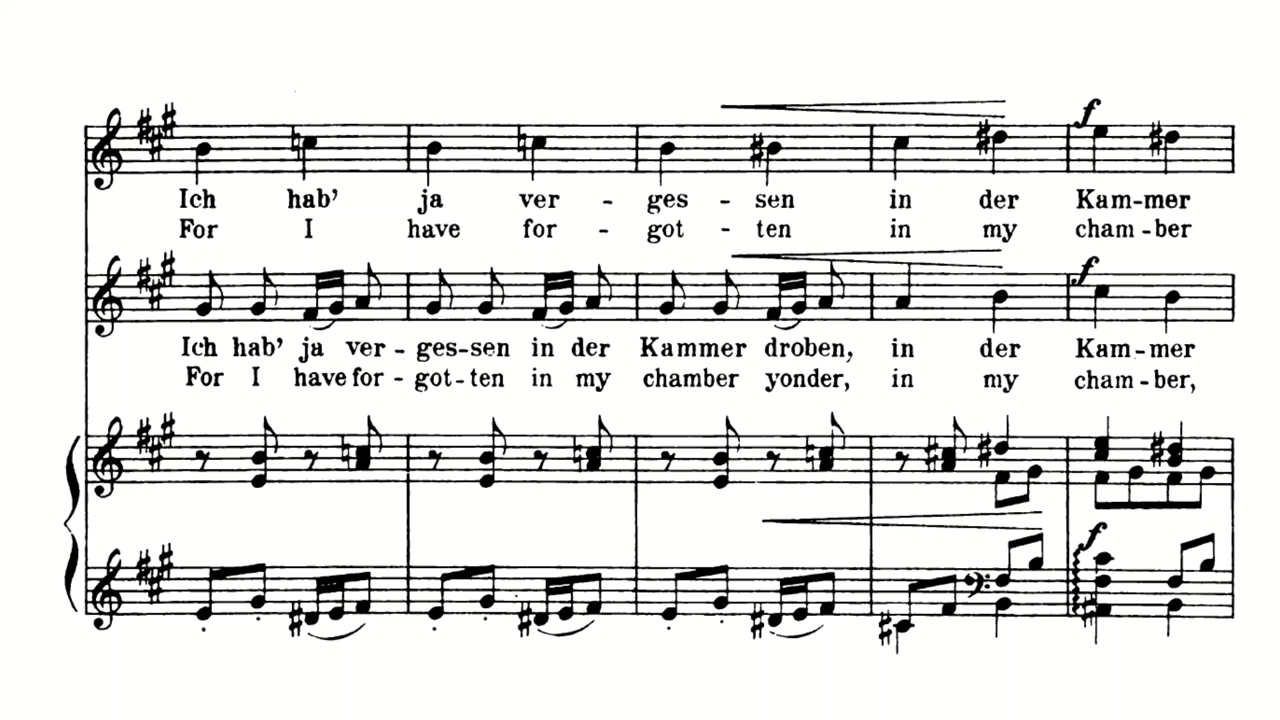 f f
Ich hab' ja ver - ges - sen in der Kam-mer
For I have for - got - ten in my cham-ber
Ich hab' ja ver - ges-sen in der Kammer droben, in der Kam-mer
For I have for - got-ten in my chamber yonder, in my cham-ber,
f